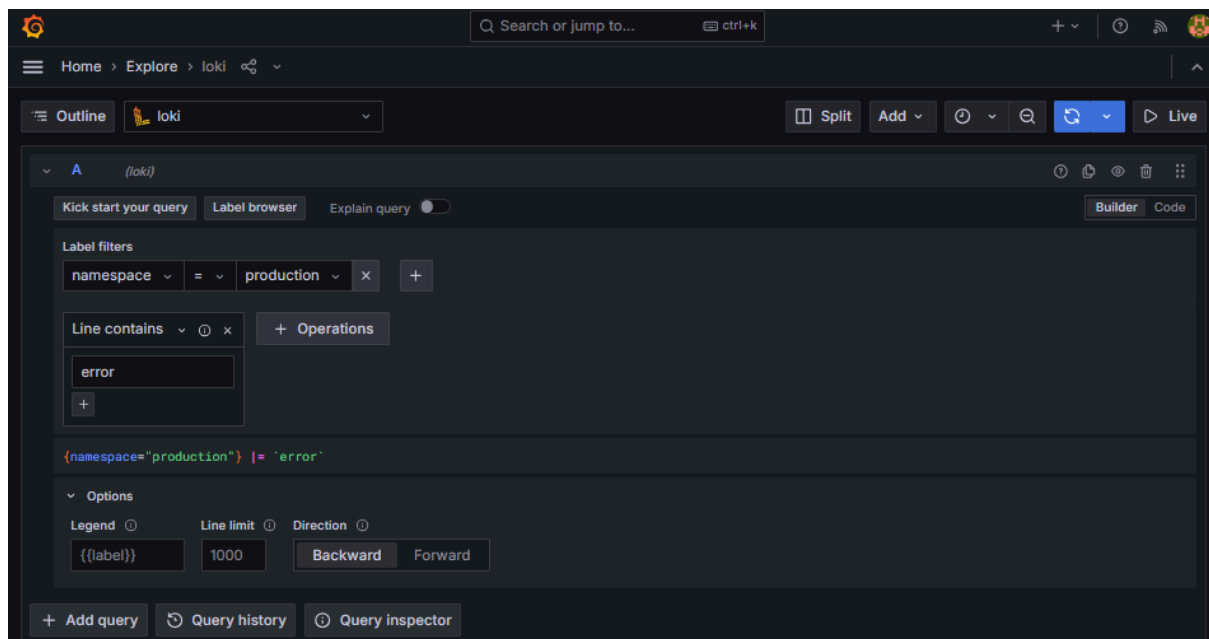 Search or jump to... ctrl+k
Home › Explore › loki
Outline loki Split Add Live
A (loki)
Kick start your query Label browser Explain query Builder Code
Label filters
namespace = production
Line contains + Operations
error
{namespace="production"} |= `error`
Options
Legend Line limit Direction
{{label}} 1000 Backward Forward
+ Add query Query history Query inspector